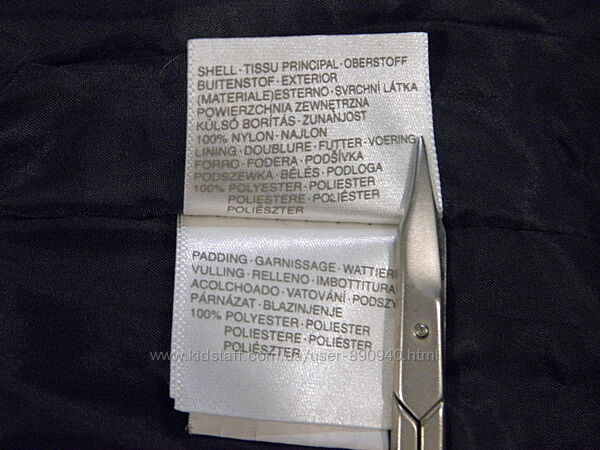 SHELL·TISSU PRINCIPAL·OBERSTOFF
BUITENSTOF·EXTERIOR
(MATERIALE)ESTERNO·SVRCHNÍ LÁTKA
POWIERZCHNIA ZEWNĘTRZNA
KÜLSŐ BORÍTÁS·ZUNANJOST
100% NYLON·NAJLON
LINING·DOUBLURE·FUTTER·VOERING
FORRO·FODERA·PODŠÍVKA
PODSZEWKA·BÉLÉS·PODLOGA
100% POLYESTER·POLIESTER
POLIESTERE·POLIÉSTER
POLIÉSZTER
PADDING·GARNISSAGE·WATTIER
VULLING·RELLENO·IMBOTTITURA
ACOLCHOADO·VATOVÁNÍ·PODSZY
PÁRNÁZAT·BLAZINJENJE
100% POLYESTER·POLIESTER
POLIESTERE·POLIÉSTER
POLIÉSZTER
www.kidstaff.com.ua/user-890940.html